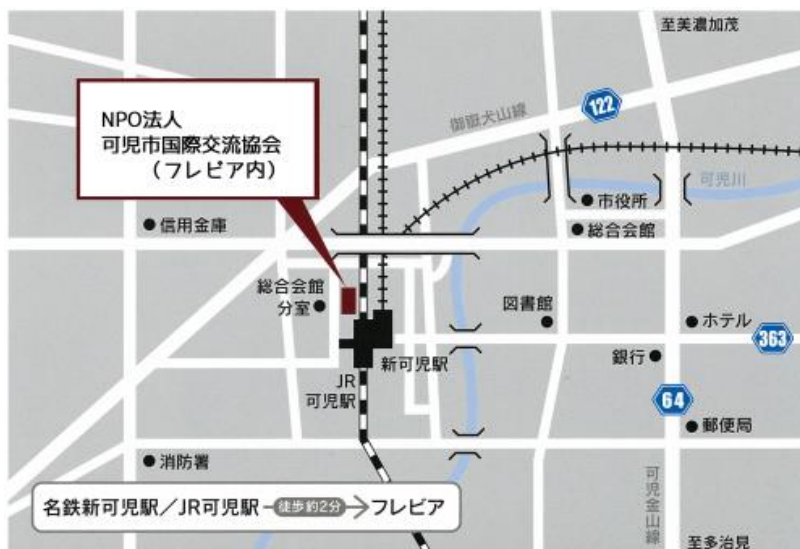 至美濃加茂
122
御嶽犬山線
NPO法人
可児市国際交流協会
（フレビア内）
可児川
市役所
信用金庫
総合会館
総合会館
分室
図書館
ホテル
363
新可児駅
銀行
JR
可児駅
64
郵便局
消防署
可児金山線
名鉄新可児駅／JR可児駅 徒歩約2分 フレビア
至多治見